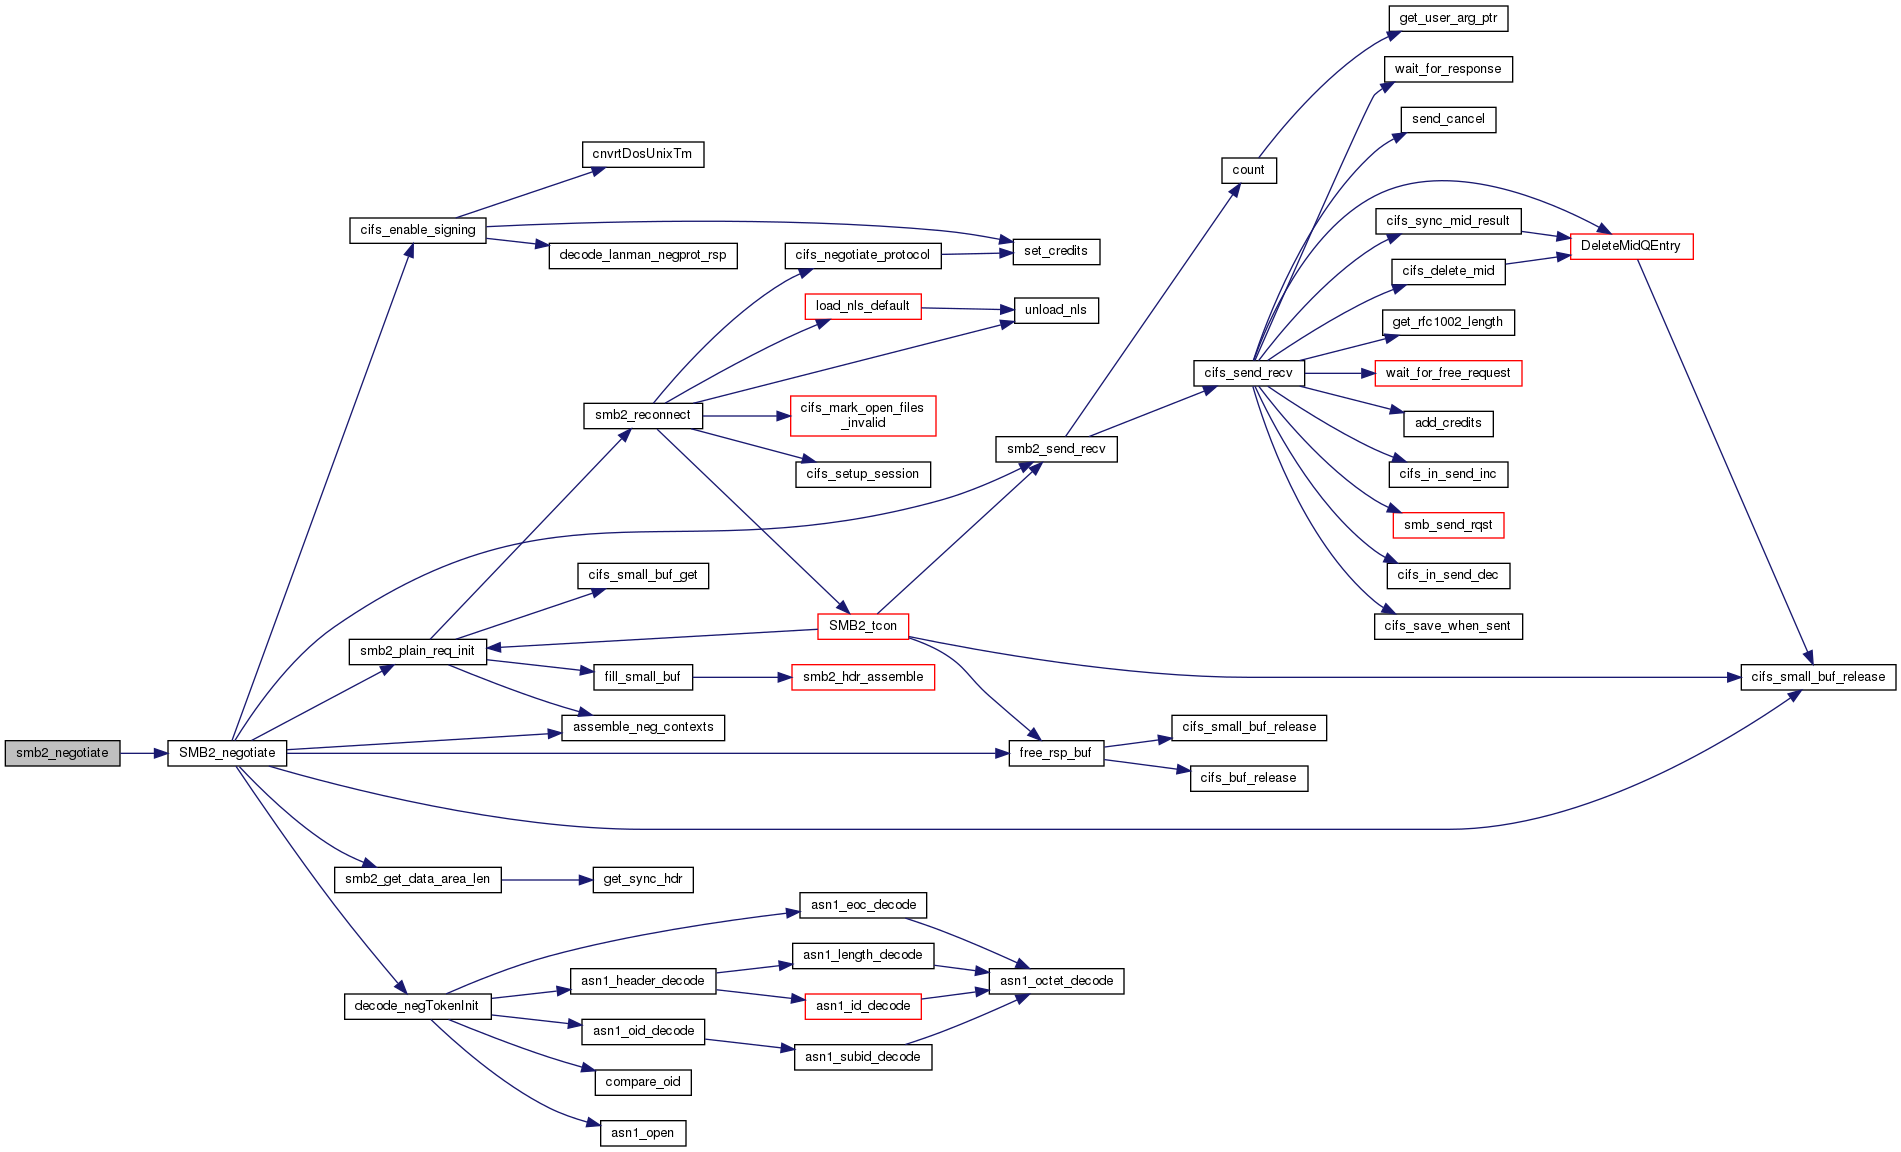 get_user_arg_ptr
wait_for_response
send_cancel
cnvrtDosUnixTm
count
cifs_enable_signing
cifs_sync_mid_result
decode_lanman_negprot_rsp
cifs_negotiate_protocol
set_credits
DeleteMidQEntry
cifs_delete_mid
load_nls_default
unload_nls
get_rfc1002_length
cifs_send_recv
wait_for_free_request
smb2_reconnect
cifs_mark_open_files
_invalid
add_credits
smb2_send_recv
cifs_setup_session
cifs_in_send_inc
smb_send_rqst
cifs_small_buf_get
cifs_in_send_dec
SMB2_tcon
cifs_save_when_sent
smb2_plain_req_init
fill_small_buf
smb2_hdr_assemble
cifs_small_buf_release
assemble_neg_contexts
cifs_small_buf_release
smb2_negotiate
SMB2_negotiate
free_rsp_buf
cifs_buf_release
smb2_get_data_area_len
get_sync_hdr
asn1_eoc_decode
asn1_length_decode
asn1_header_decode
asn1_octet_decode
decode_negTokenInit
asn1_id_decode
asn1_oid_decode
asn1_subid_decode
compare_oid
asn1_open